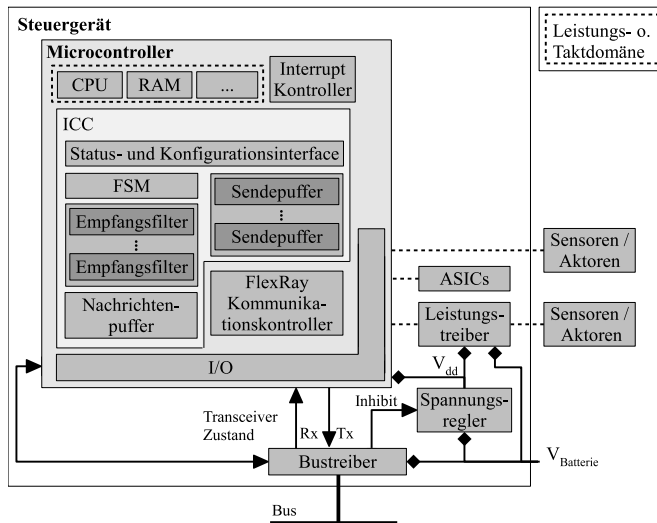 Steuergerät
Microcontroller
CPU
RAM
...
Interrupt
Kontroller
Leistungs- o.
Taktdomäne
ICC
Status- und Konfigurationsinterface
FSM
Empfangsfilter
Empfangsfilter
Nachrichten-
puffer
Sendepuffer
Sendepuffer
FlexRay
Kommunika-
tionskontroller
I/O
Sensoren /
Aktoren
ASICs
Leistungs-
treiber
Sensoren /
Aktoren
Vdd
Spannungs-
regler
Inhibit
Transceiver
Zustand
Rx
Tx
Bustreiber
VBatterie
Bus